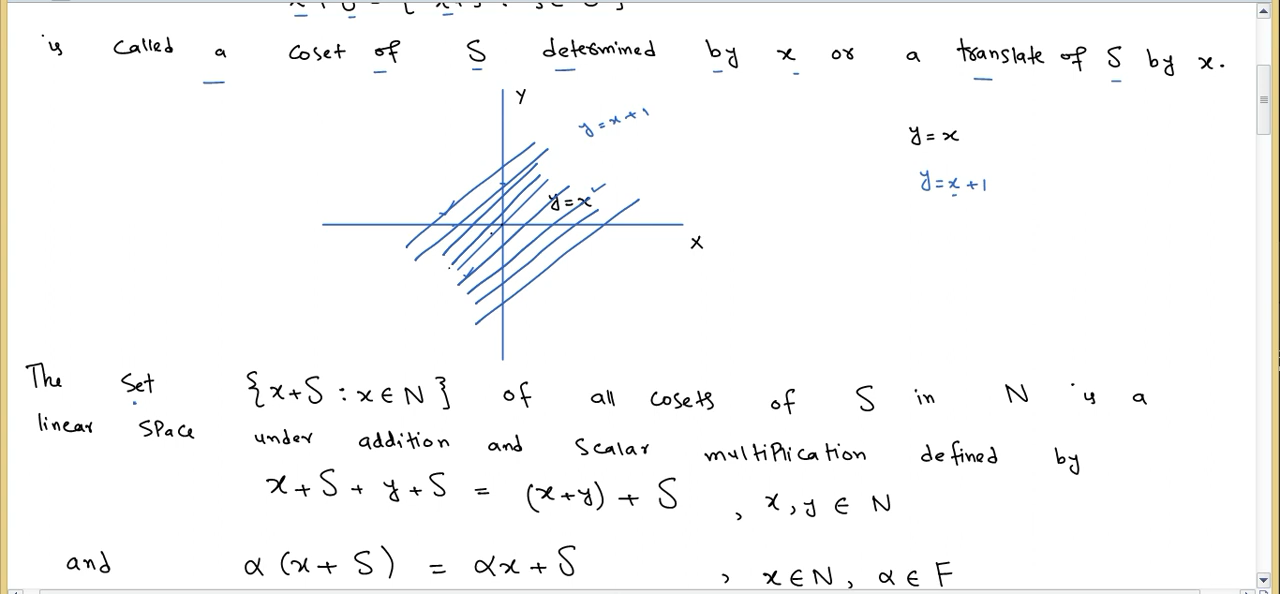 is called a coset of S determined by x or a translate of S by x.
Y
y = x + 1
y = x
y = x + 1
y = x
X
The Set {x+S : x ∈ N} of all cosets of S in N is a
linear space under addition and scalar multiplication defined by
x + S + y + S = (x+y) + S , x, y ∈ N
and α (x + S) = αx + S , x ∈ N, α ∈ F